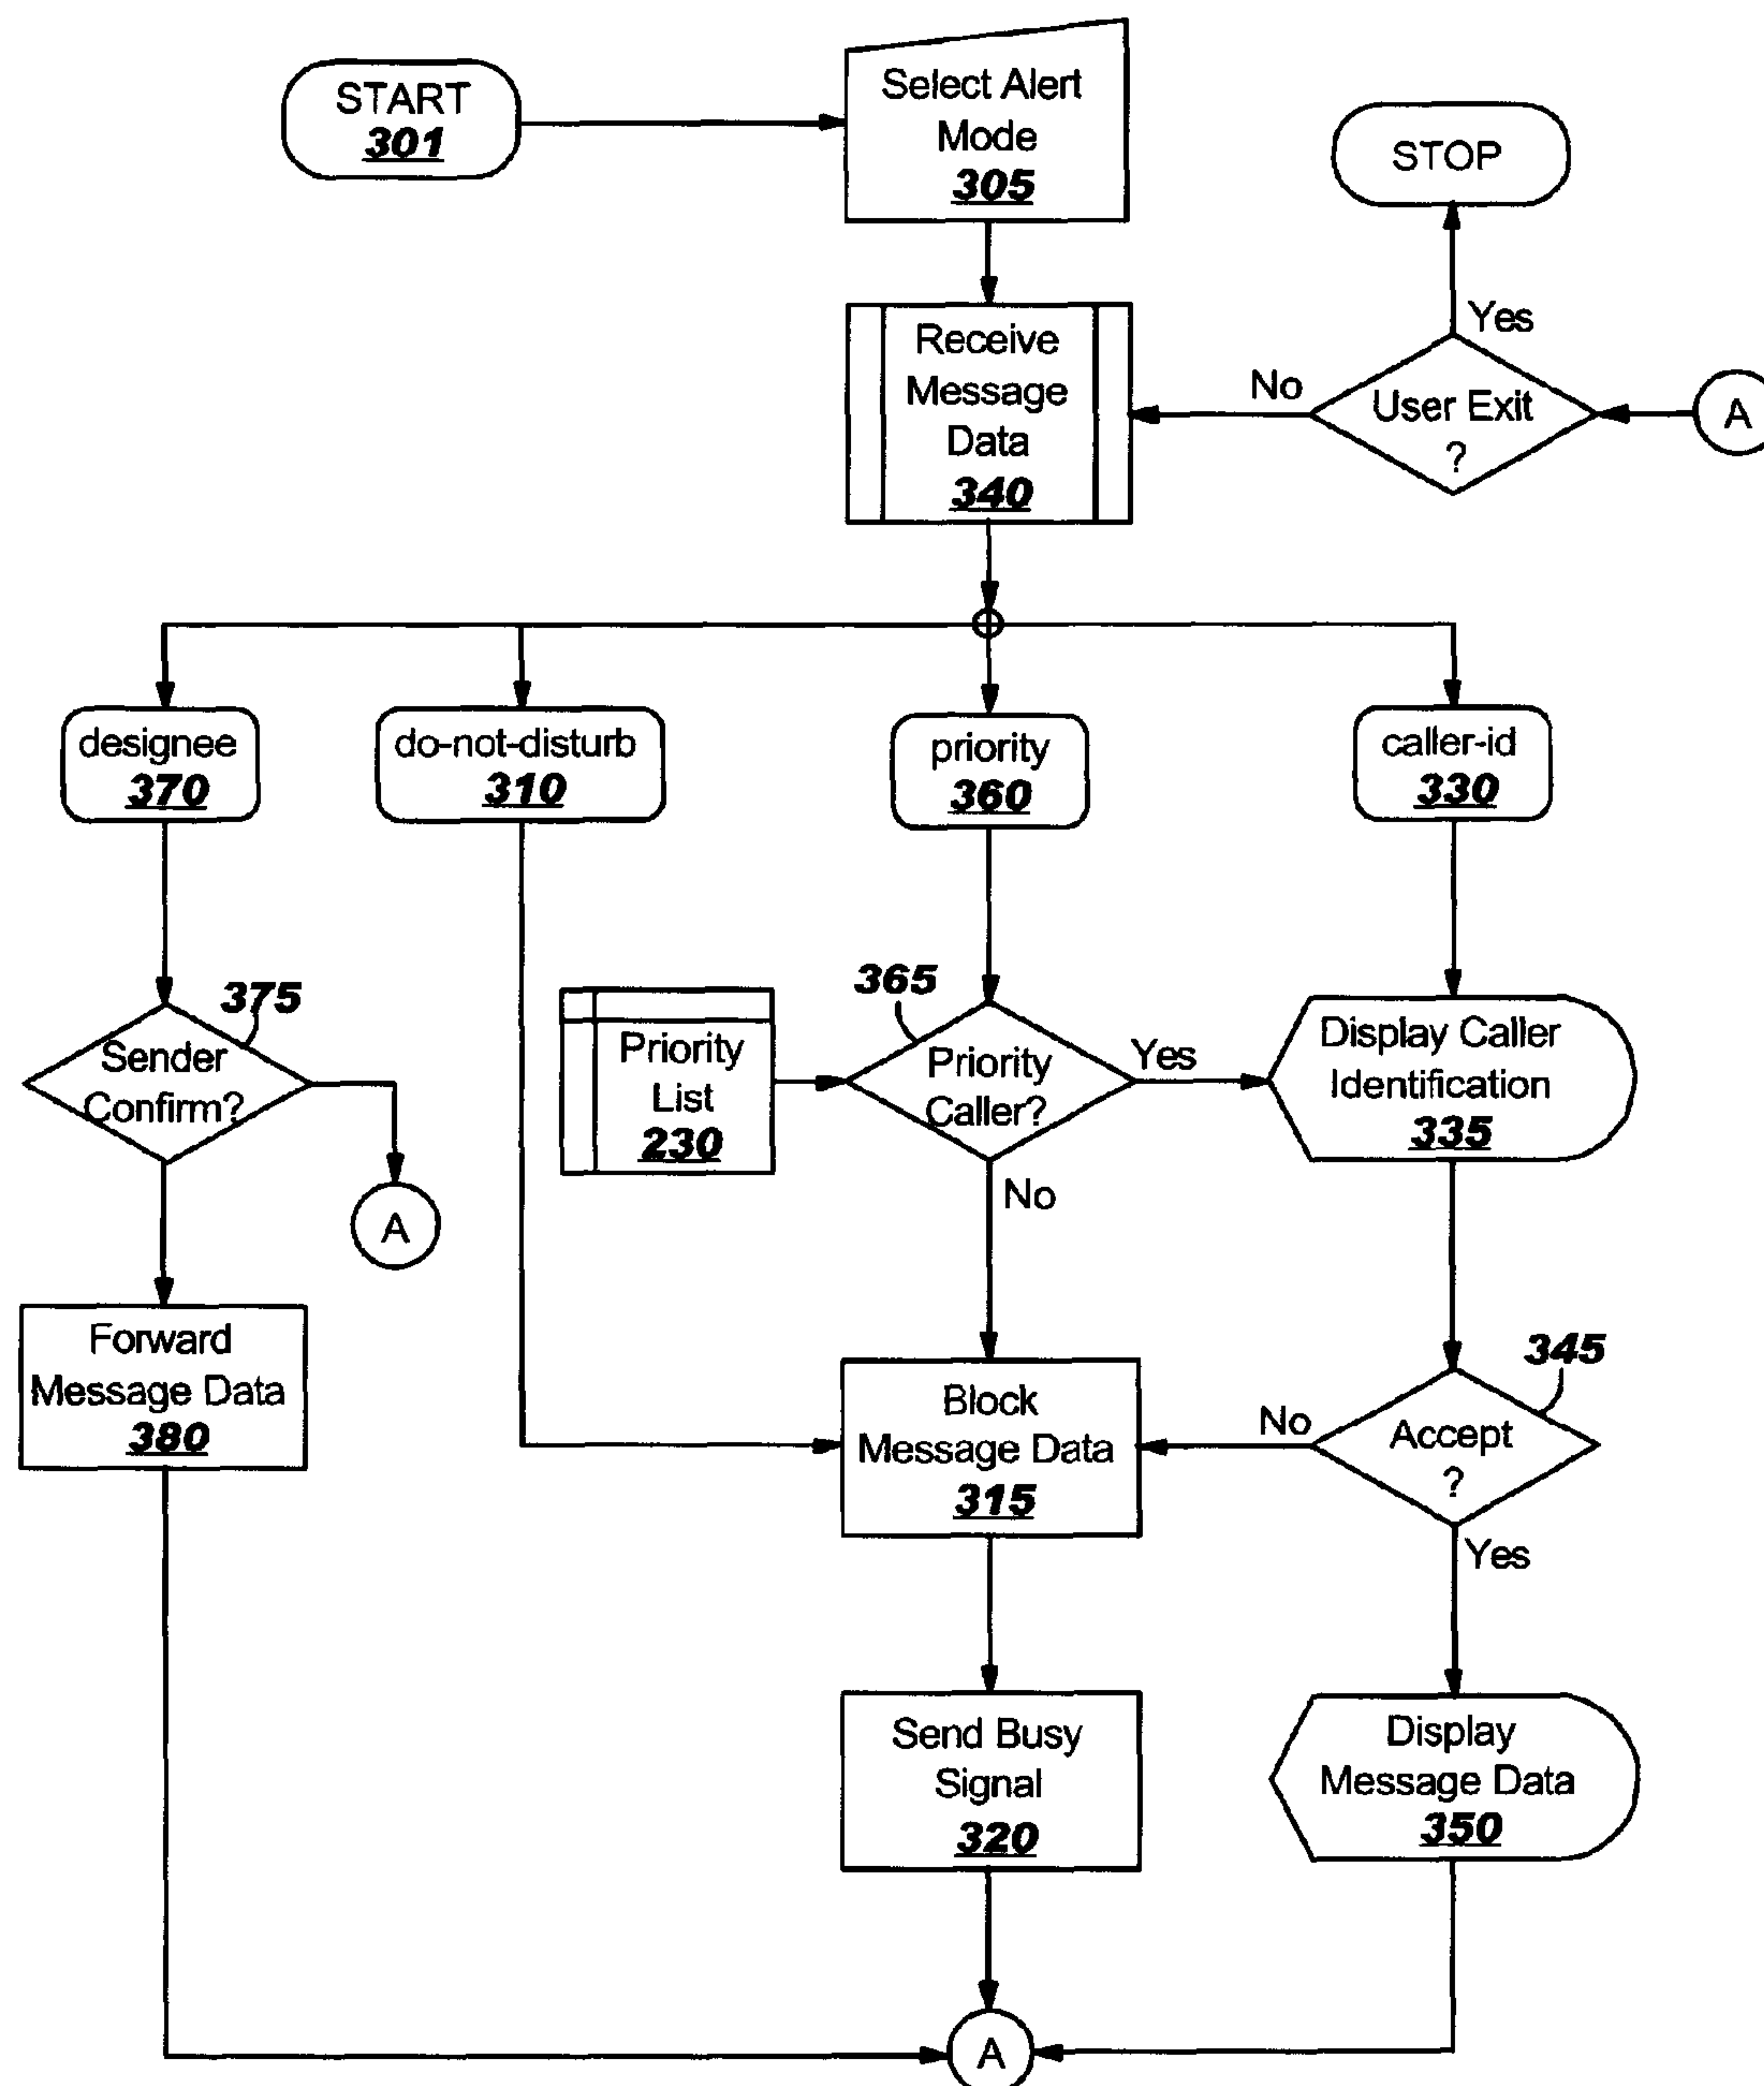 START
301
Select Alert
Mode
305
STOP
Yes
Receive
Message
Data
340
No
User Exit
?
A
designee
370
do-not-disturb
310
priority
360
caller-id
330
375
Sender
Confirm?
A
Priority
List
230
365
Priority
Caller?
Yes
No
Display Caller
Identification
335
Forward
Message Data
380
Block
Message Data
315
No
345
Accept
?
Yes
Send Busy
Signal
320
Display
Message Data
350
A